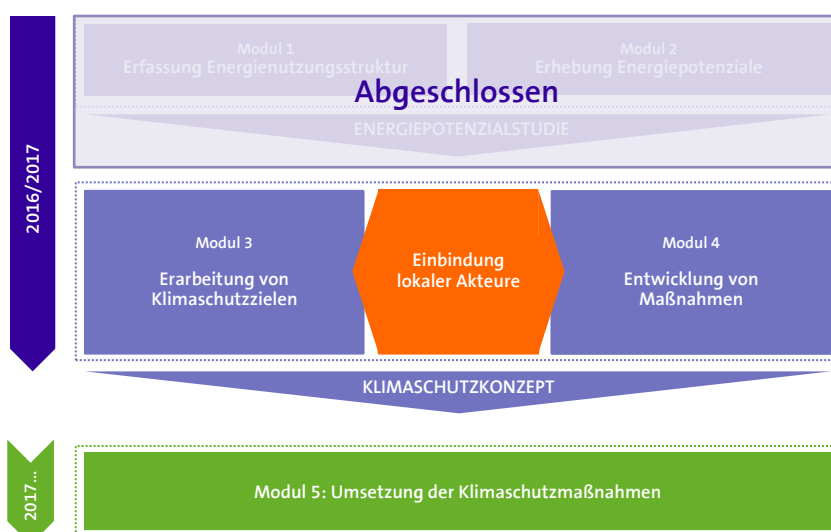 Modul 1
Erfassung Energienutzungsstruktur
Modul 2
Erhebung Energiepotenziale
Abgeschlossen
ENERGIEPOTENZIALSTUDIE
2016/2017
Modul 3
Erarbeitung von
Klimaschutzzielen
Einbindung
lokaler Akteure
Modul 4
Entwicklung von
Maßnahmen
KLIMASCHUTZKONZEPT
2017...
Modul 5: Umsetzung der Klimaschutzmaßnahmen